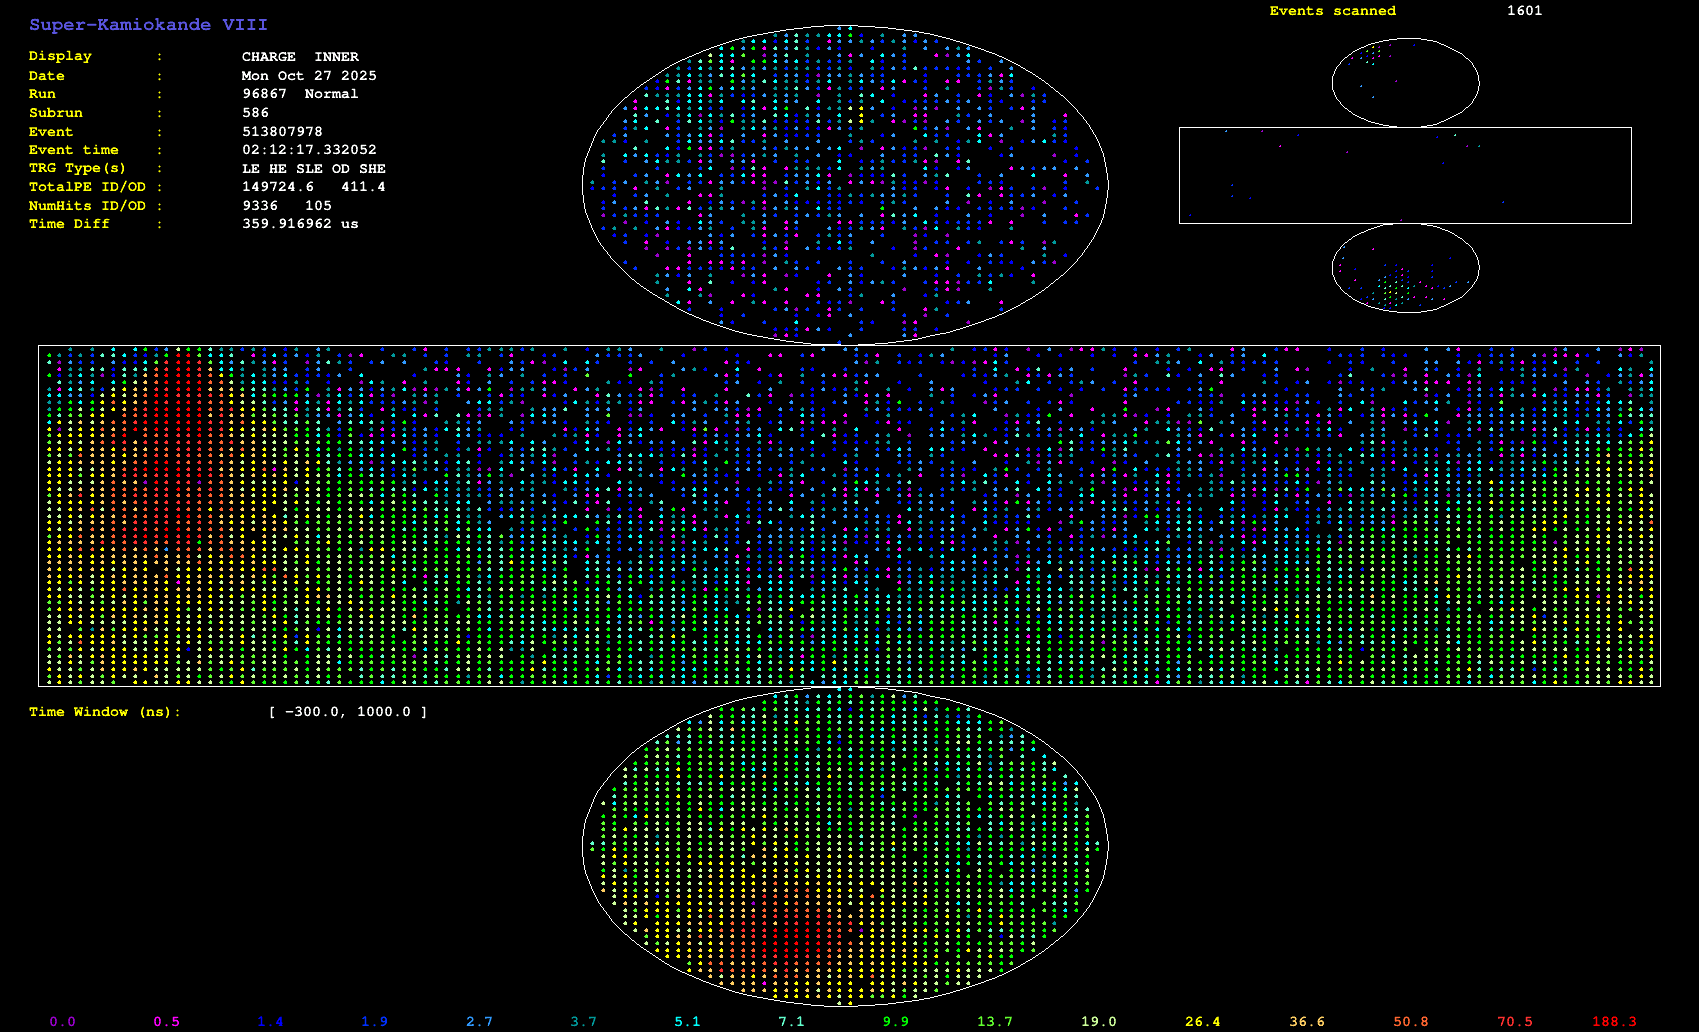 Super-Kamiokande VIII
Display : CHARGE INNER
Date : Mon Oct 27 2025
Run : 96867 Normal
Subrun : 586
Event : 513807978
Event time : 02:12:17.332052
TRG Type(s) : LE HE SLE OD SHE
TotalPE ID/OD : 149724.6 411.4
NumHits ID/OD : 9336 105
Time Diff : 359.916962 us
Events scanned 1601
Time Window (ns): [ -300.0, 1000.0 ]
0.0 0.5 1.4 1.9 2.7 3.7 5.1 7.1 9.9 13.7 19.0 26.4 36.6 50.8 70.5 188.3